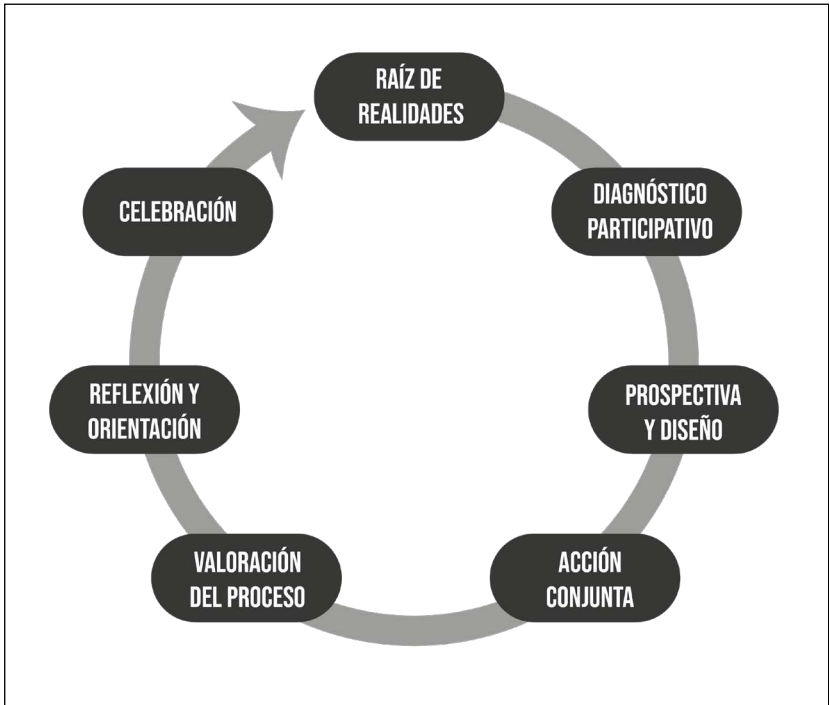 RAÍZ DE
REALIDADES
DIAGNÓSTICO
PARTICIPATIVO
PROSPECTIVA
Y DISEÑO
ACCIÓN
CONJUNTA
VALORACIÓN
DEL PROCESO
REFLEXIÓN Y
ORIENTACIÓN
CELEBRACIÓN